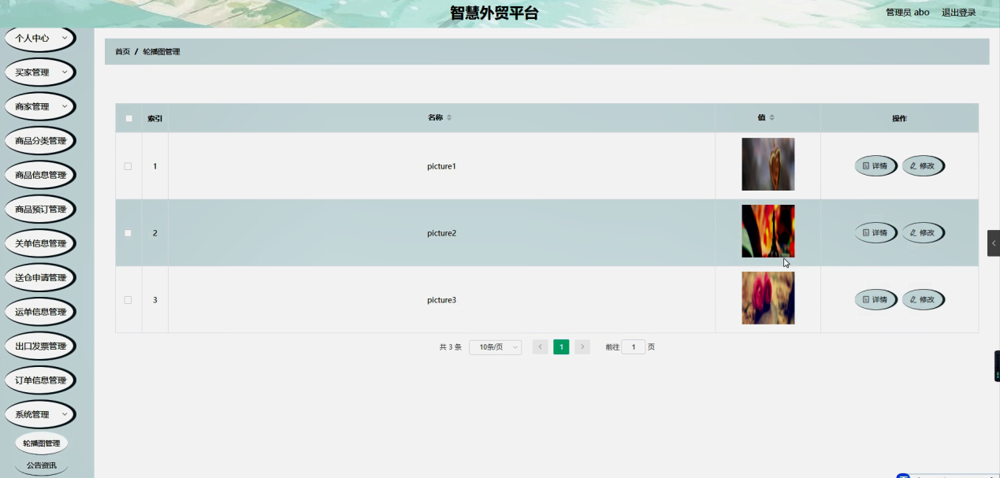 智慧外贸平台
管理员 abo 退出登录
个人中心
买家管理
商家管理
商品分类管理
商品信息管理
商品预订管理
关单信息管理
送仓申请管理
运单信息管理
出口发票管理
订单信息管理
系统管理
轮播图管理
公告资讯
首页 / 轮播图管理
索引 名称 值 操作
1 picture1 详情 修改
2 picture2 详情 修改
3 picture3 详情 修改
共 3 条 10条/页 1 前往 1 页